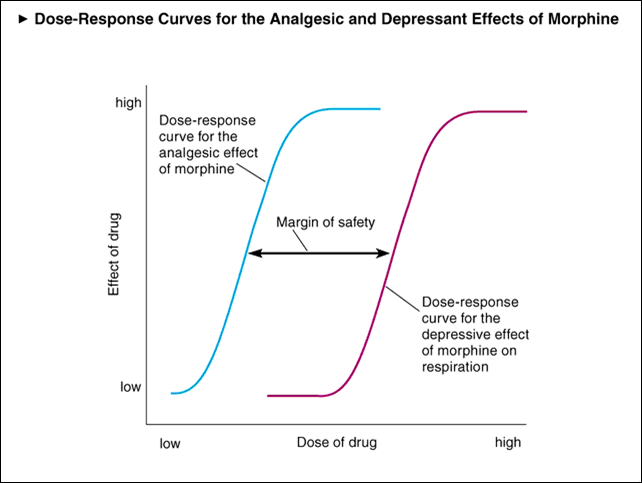 ► Dose-Response Curves for the Analgesic and Depressant Effects of Morphine
high
Dose-response
curve for the
analgesic effect
of morphine
Margin of safety
Effect of drug
Dose-response
curve for the
depressive effect
of morphine on
respiration
low
low
Dose of drug
high